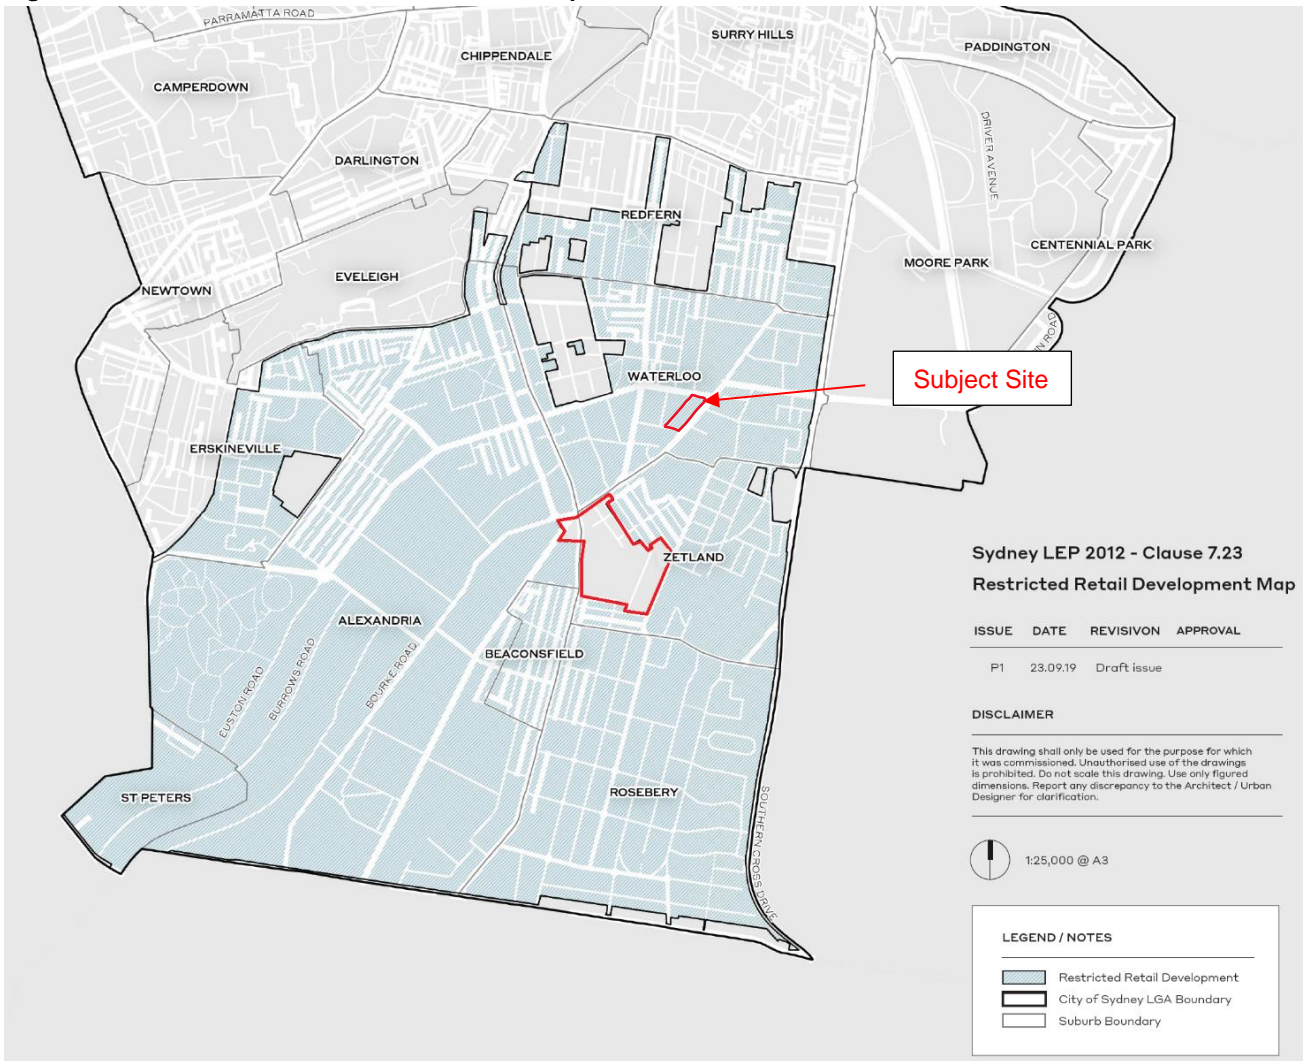 PARRAMATTA ROAD
SURRY HILLS
PADDINGTON
CHIPPENDALE
CAMPERDOWN
DRIVER AVENUE
DARLINGTON
REDFERN
CENTENNIAL PARK
MOORE PARK
EVELEIGH
NEWTOWN
ROAD
WATERLOO
Subject Site
ERSKINEVILLE
ZETLAND
Sydney LEP 2012 - Clause 7.23
Restricted Retail Development Map
ISSUE DATE REVISIVON APPROVAL
P1 23.09.19 Draft issue
ALEXANDRIA
BEACONSFIELD
EUSTON ROAD
BURROWS ROAD
BOURKE ROAD
DISCLAIMER
This drawing shall only be used for the purpose for which
it was commissioned. Unauthorised use of the drawings
is prohibited. Do not scale this drawing. Use only figured
dimensions. Report any discrepancy to the Architect / Urban
Designer for clarification.
ST PETERS
ROSEBERY
SOUTHERN CROSS DRIVE
1:25,000 @ A3
LEGEND / NOTES
Restricted Retail Development
City of Sydney LGA Boundary
Suburb Boundary